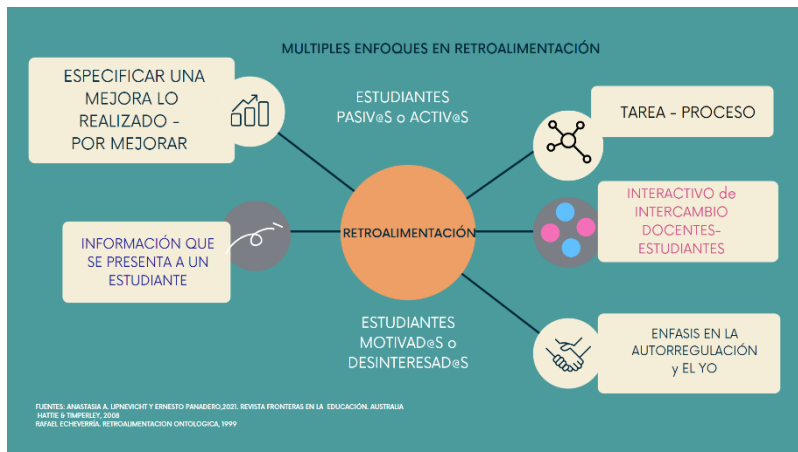 MULTIPLES ENFOQUES EN RETROALIMENTACIÓN
ESPECIFICAR UNA
MEJORA LO
REALIZADO -
POR MEJORAR
ESTUDIANTES
PASIV@S o ACTIV@S
TAREA - PROCESO
INFORMACIÓN QUE
SE PRESENTA A UN
ESTUDIANTE
RETROALIMENTACIÓN
INTERACTIVO de
INTERCAMBIO
DOCENTES-
ESTUDIANTES
ESTUDIANTES
MOTIVAD@S o
DESINTERESAD@S
ENFASIS EN LA
AUTORREGULACIÓN
y EL YO
FUENTES: ANASTASIA A. LIPNEVICHT Y ERNESTO PANADERO,2021. REVISTA FRONTERAS EN LA EDUCACIÓN. AUSTRALIA
HATTIE & TIMPERLEY, 2008
RAFAEL ECHEVERRÍA. RETROALIMENTACION ONTOLOGICA, 1999